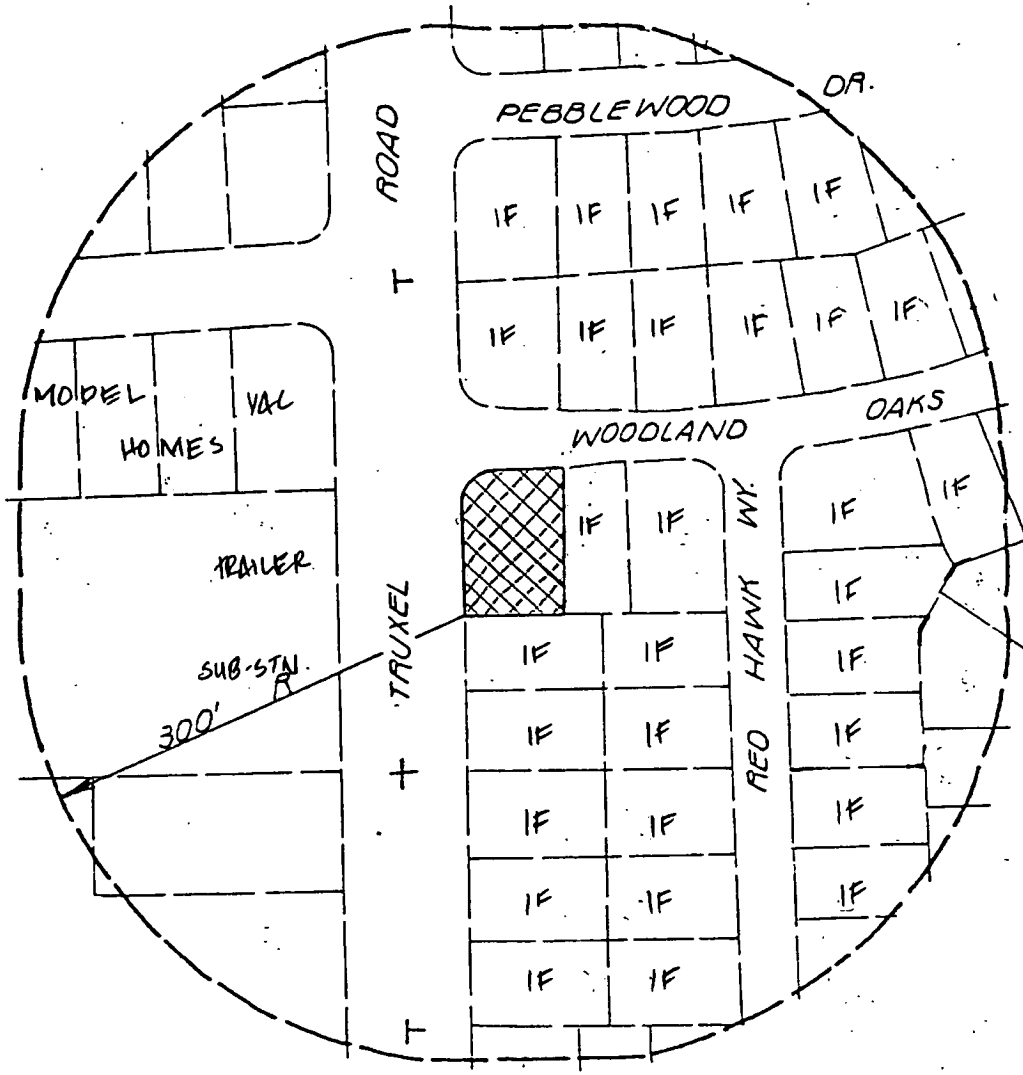 PEBBLEWOOD DR.
ROAD
1F 1F 1F 1F 1F
1F 1F 1F 1F 1F 1F
MODEL HOMES
VAC
WOODLAND OAKS
1F 1F
1F 1F
TRAILER
1F
SUB-STN.
300'
TRUXEL
RED HAWK WY.
1F 1F 1F
1F 1F 1F
1F 1F 1F
1F 1F 1F
1F 1F